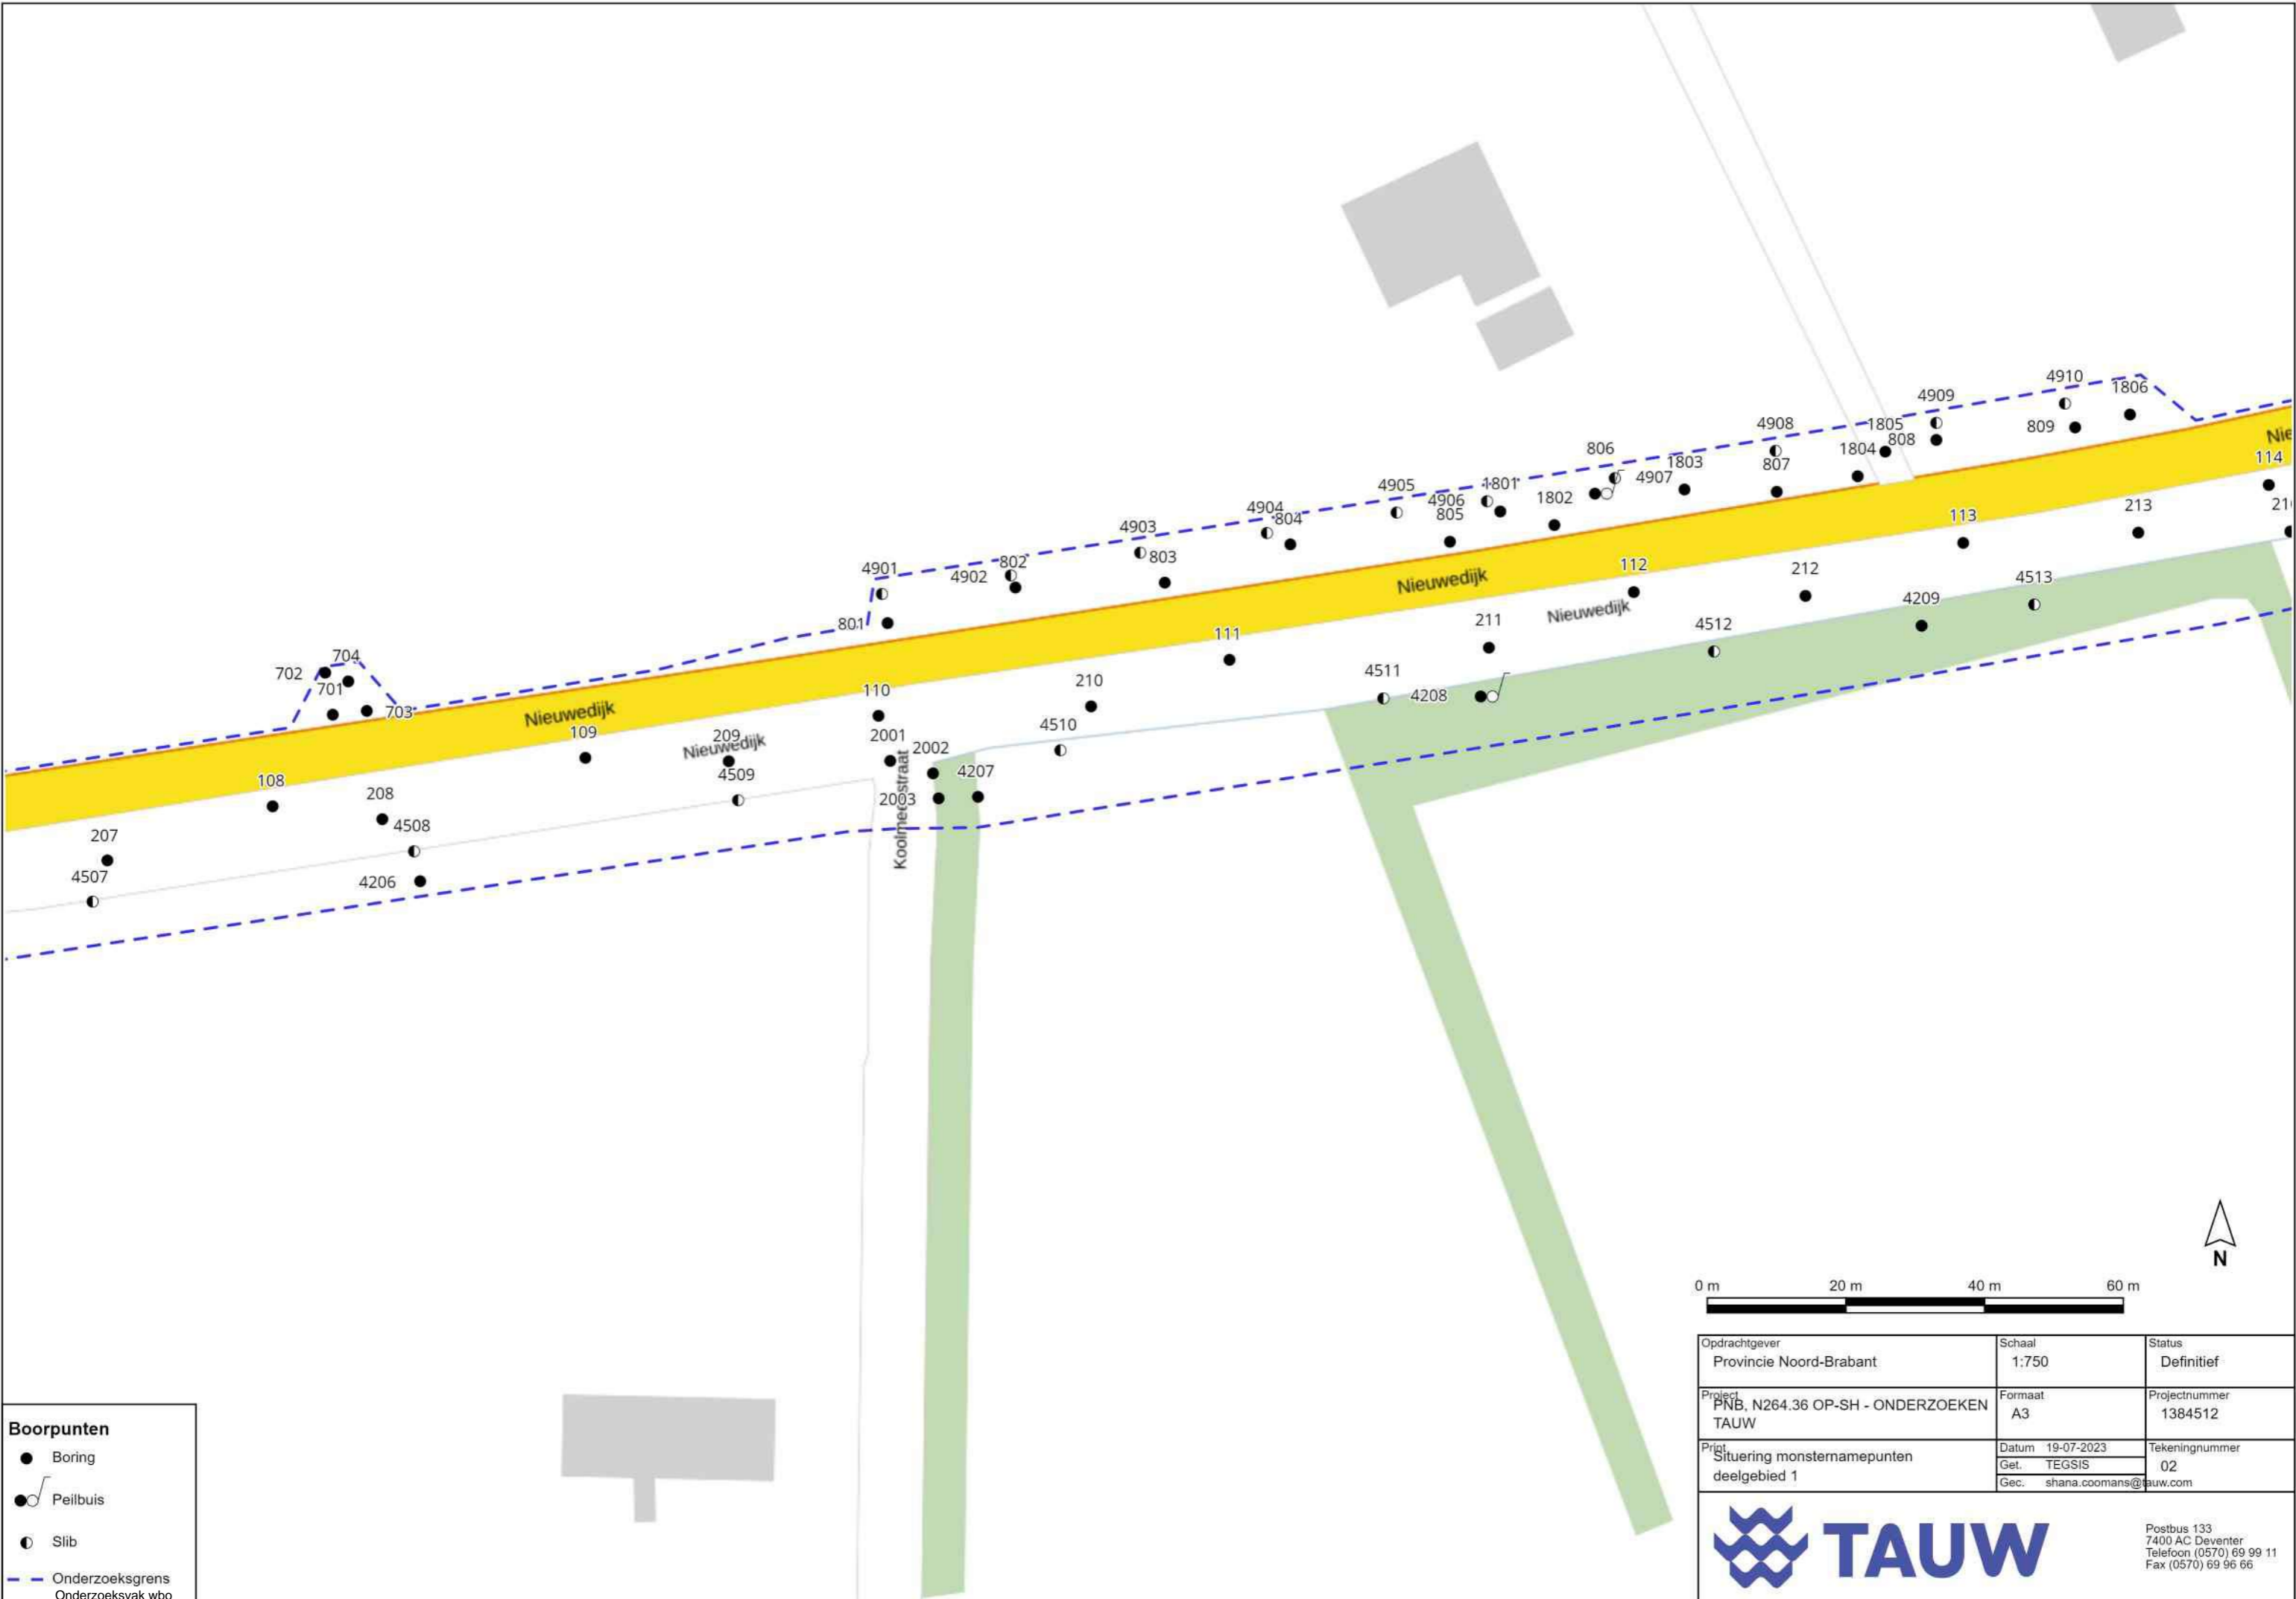 4910
1806
4909
4908
1805
809
Nie
808
806
1804
114
1803
807
4907
4905
1801
4906
1802
805
4904
804
113
213
21
4903
803
802
4902
4901
112
212
Nieuwedijk
4513
4209
Nieuwedijk
801
211
4512
111
704
702
701
4511
4208
210
110
703
Nieuwedijk
4510
109
209
Nieuwedijk
2001
2002
4509
4207
108
2003
208
Koolmeesstraat
4508
207
4507
4206
N
0 m 20 m 40 m 60 m
Opdrachtgever
Provincie Noord-Brabant
Schaal
1:750
Status
Definitief
Project
PNB, N264.36 OP-SH - ONDERZOEKEN
TAUW
Formaat
A3
Projectnummer
1384512
Print
Situering monsternamepunten
deelgebied 1
Datum 19-07-2023
Get. TEGSIS
Gec. shana.coomans@tauw.com
Tekeningnummer
02
TAUW
Postbus 133
7400 AC Deventer
Telefoon (0570) 69 99 11
Fax (0570) 69 96 66
Boorpunten
Boring
Peilbuis
Slib
Onderzoeksgrens
Onderzoeksvak wbo